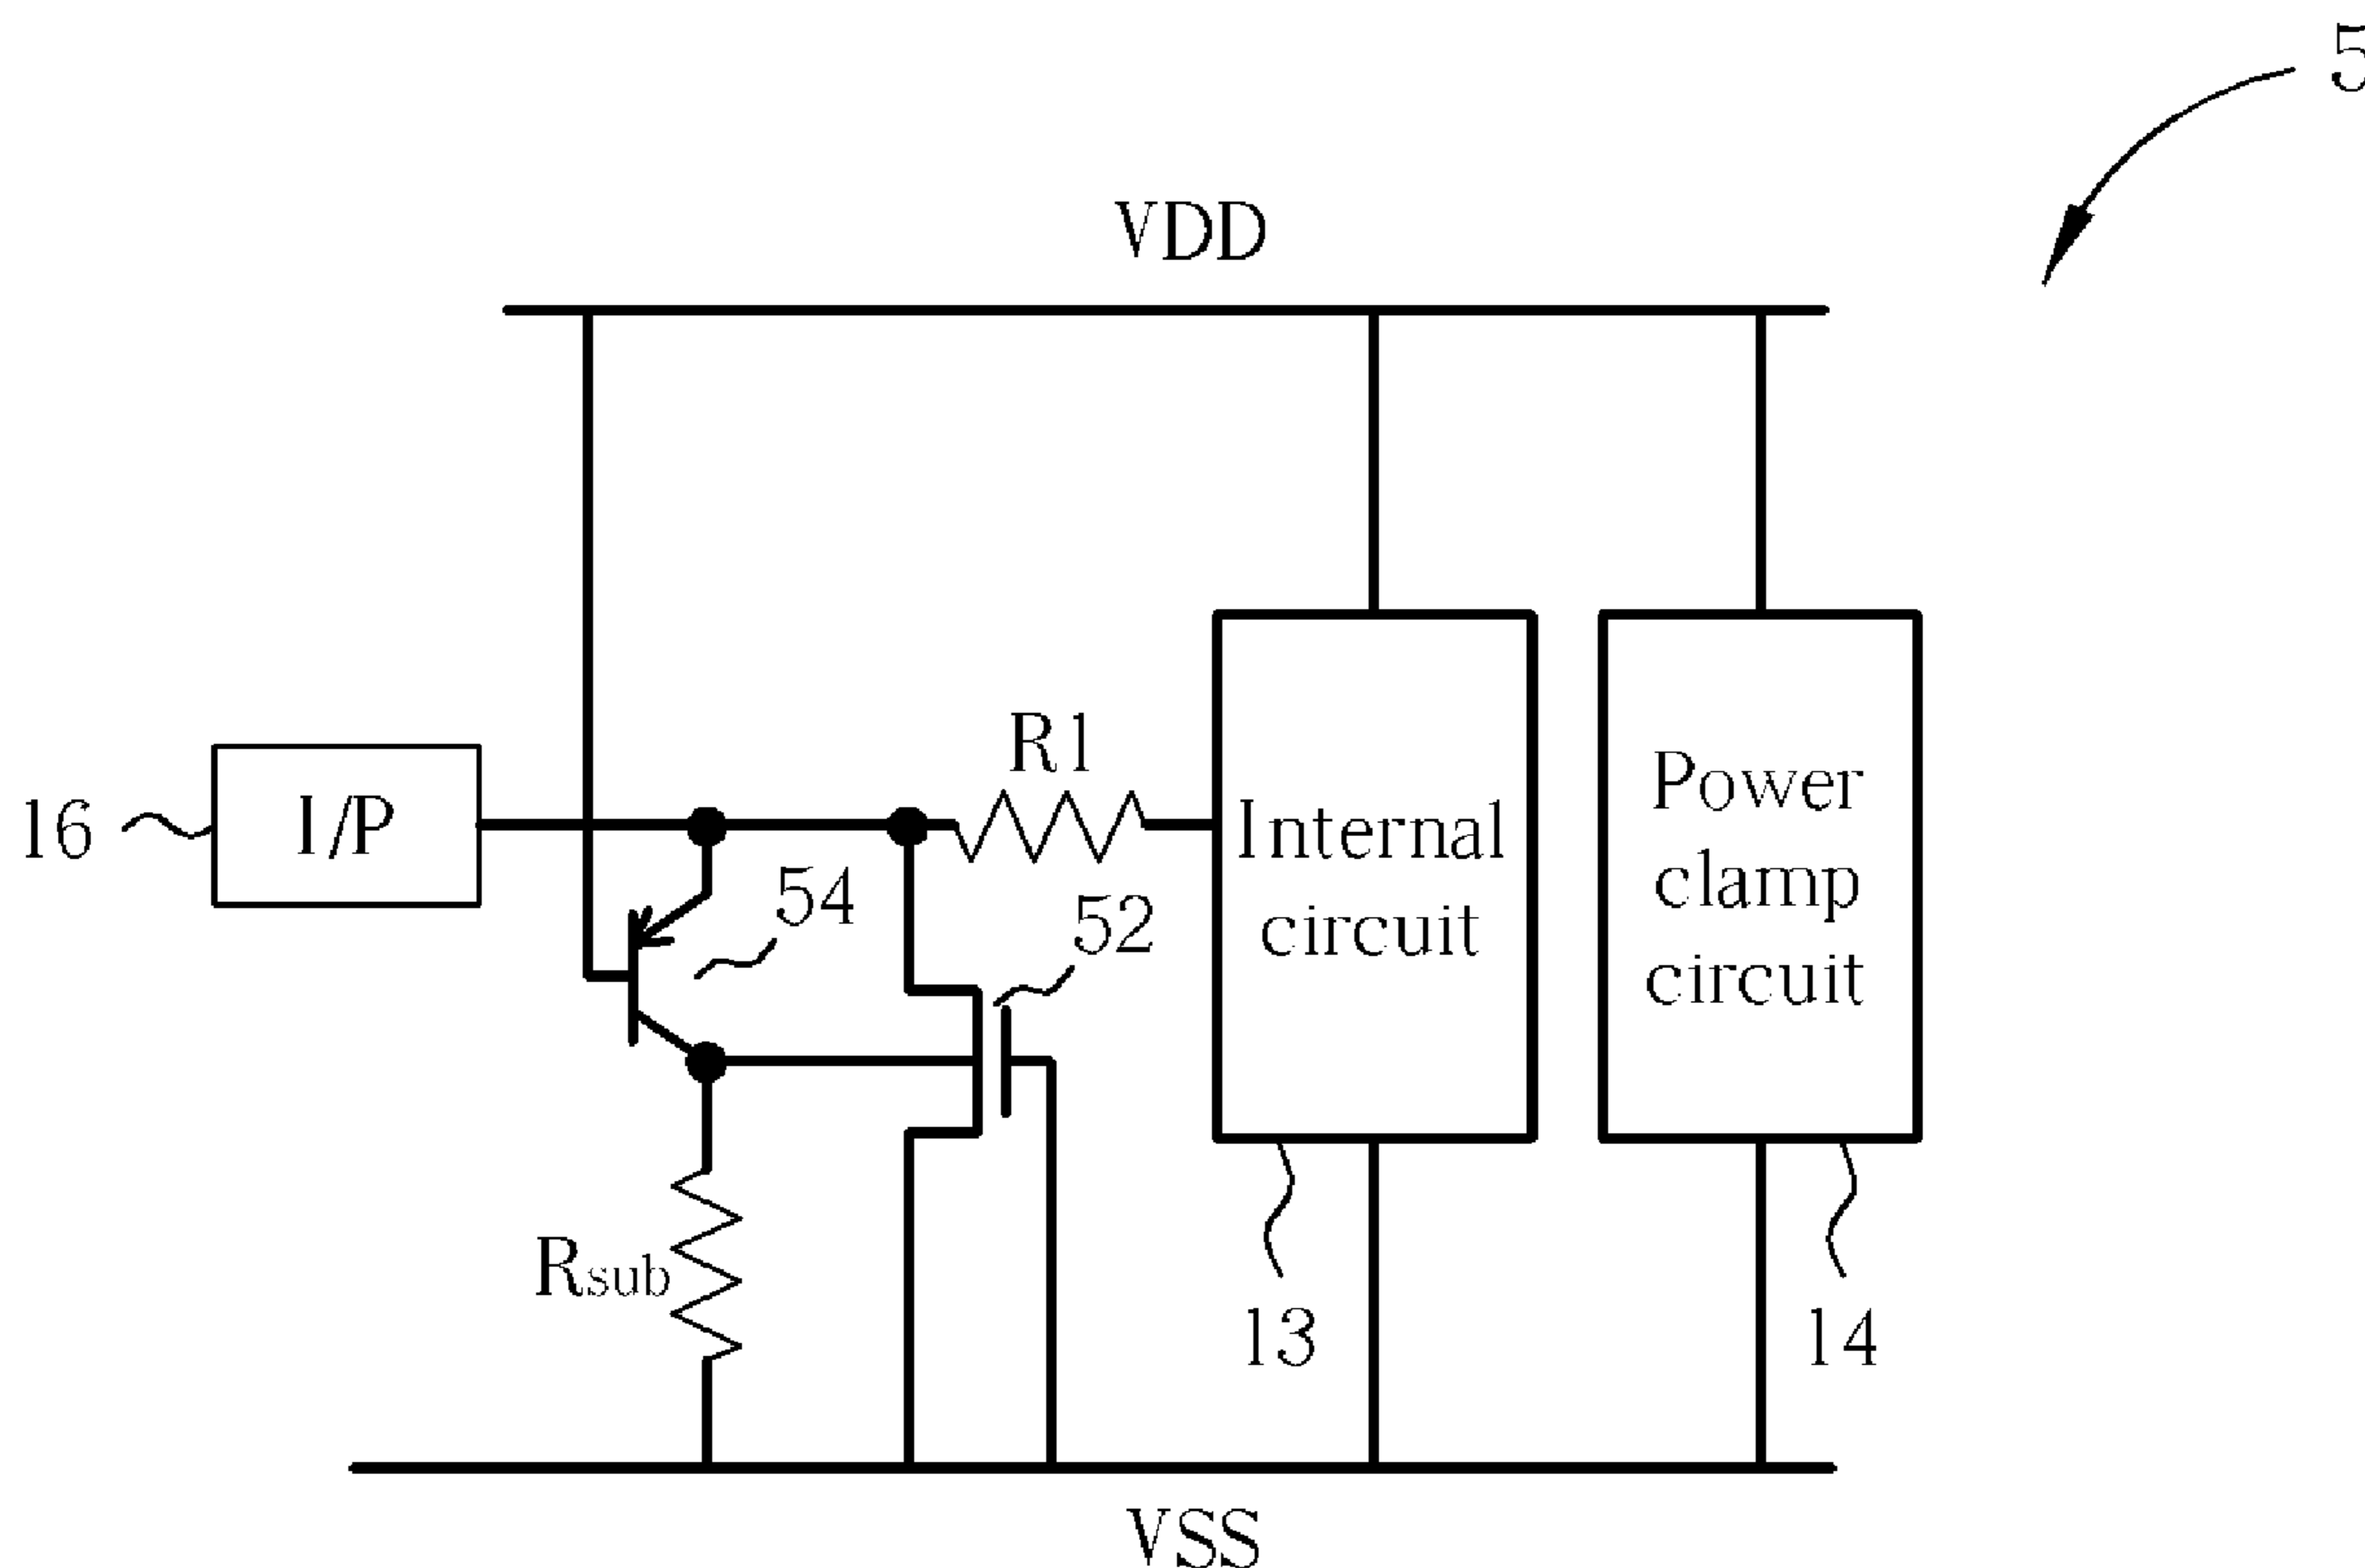 5
VDD
R1
16
I/P
54
52
Internal
circuit
Power
clamp
circuit
Rsub
13
14
VSS